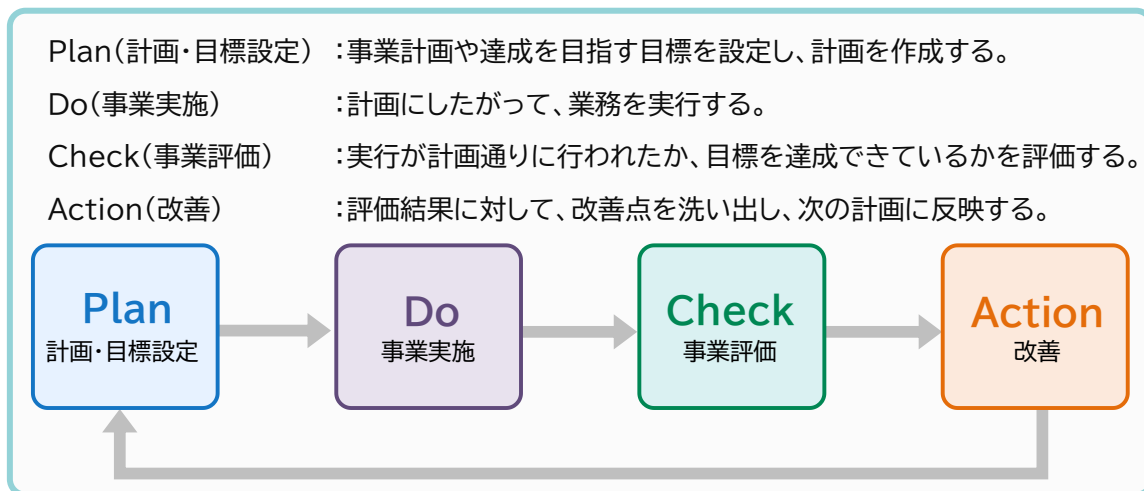 Plan(計画・目標設定) :事業計画や達成を目指す目標を設定し、計画を作成する。
Do(事業実施) :計画にしたがって、業務を実行する。
Check(事業評価) :実行が計画通りに行われたか、目標を達成できているかを評価する。
Action(改善) :評価結果に対して、改善点を洗い出し、次の計画に反映する。
Plan
計画・目標設定
Do
事業実施
Check
事業評価
Action
改善